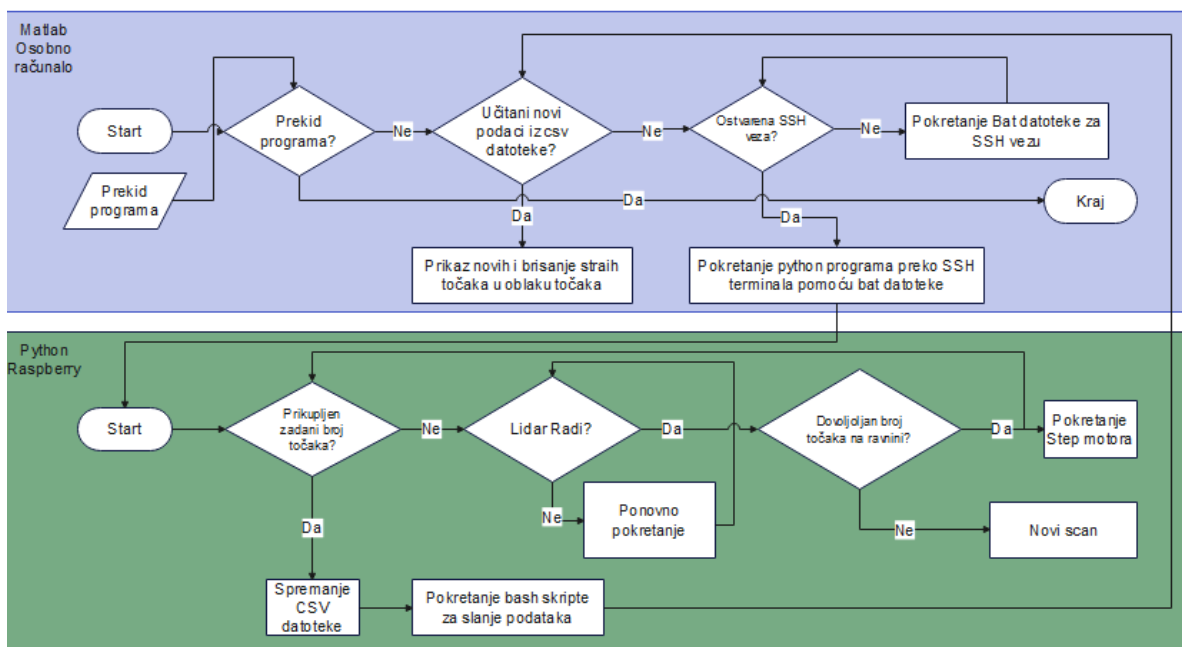 Matlab
Osobno
računalo
Start
Prekid
programa?
Ne
Učitani novi
podaci iz csv
datoteke?
Ne
Ostvarena SSH
veza?
Ne
Pokretanje Bat datoteke za
SSH vezu
Prekid
programa
Da
Da
Da
Kraj
Prikaz novih i brisanje straih
točaka u oblaku točaka
Pokretanje python programa preko SSH
terminala pomoću bat datoteke
Python
Raspberry
Start
Prikupljen
zadani broj
točaka?
Ne
Lidar Radi?
Da
Dovoljoljan broj
točaka na ravnini?
Da
Pokretanje
Step motora
Da
Ne
Ponovno
pokretanje
Ne
Novi scan
Spremanje
CSV
datoteke
Pokretanje bash skripte
za slanje podataka